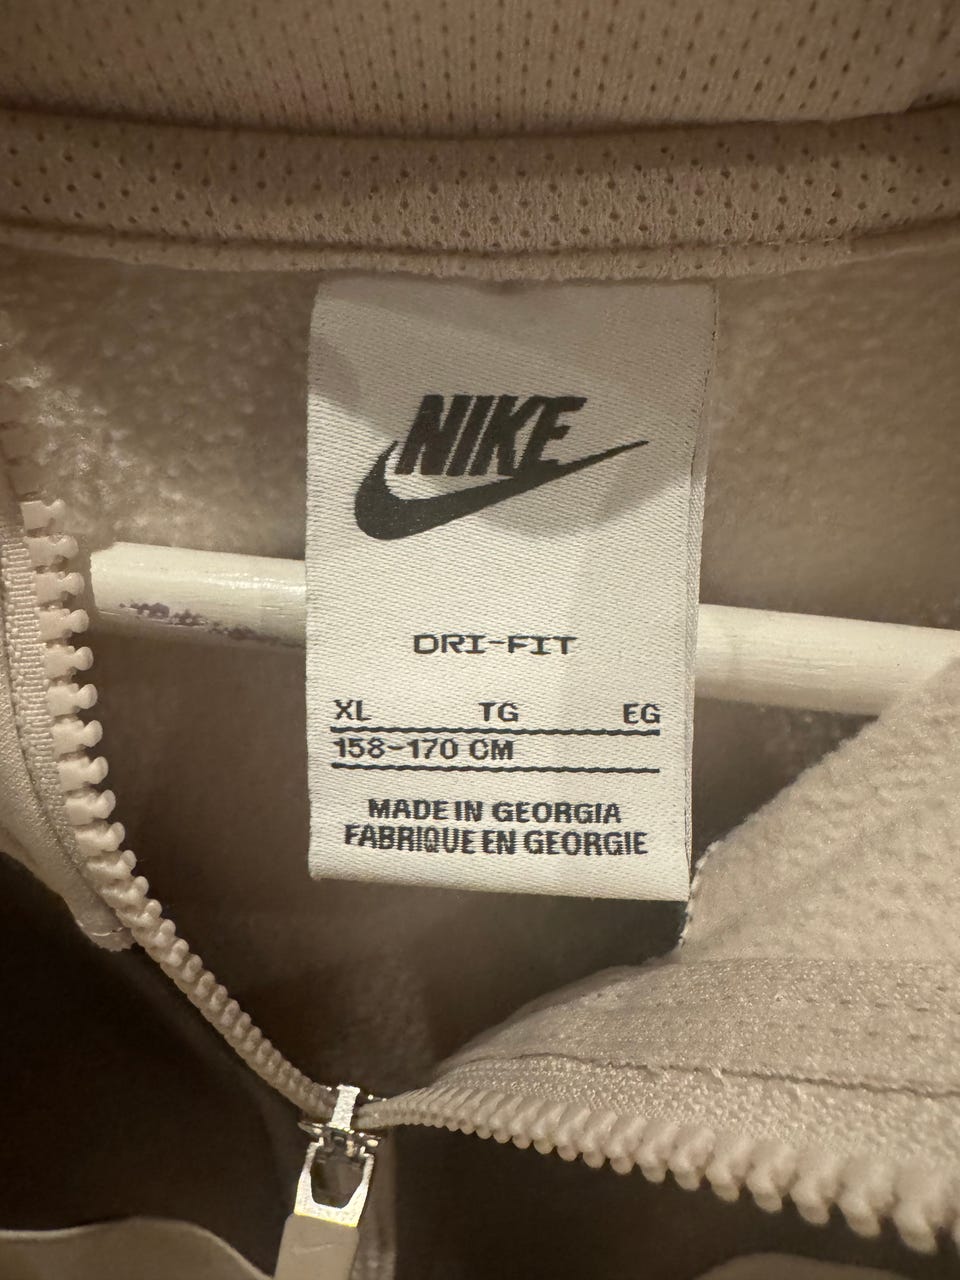 NIKE
DRI-FIT
XL TG EG
158-170 CM
MADE IN GEORGIA
FABRIQUE EN GEORGIE